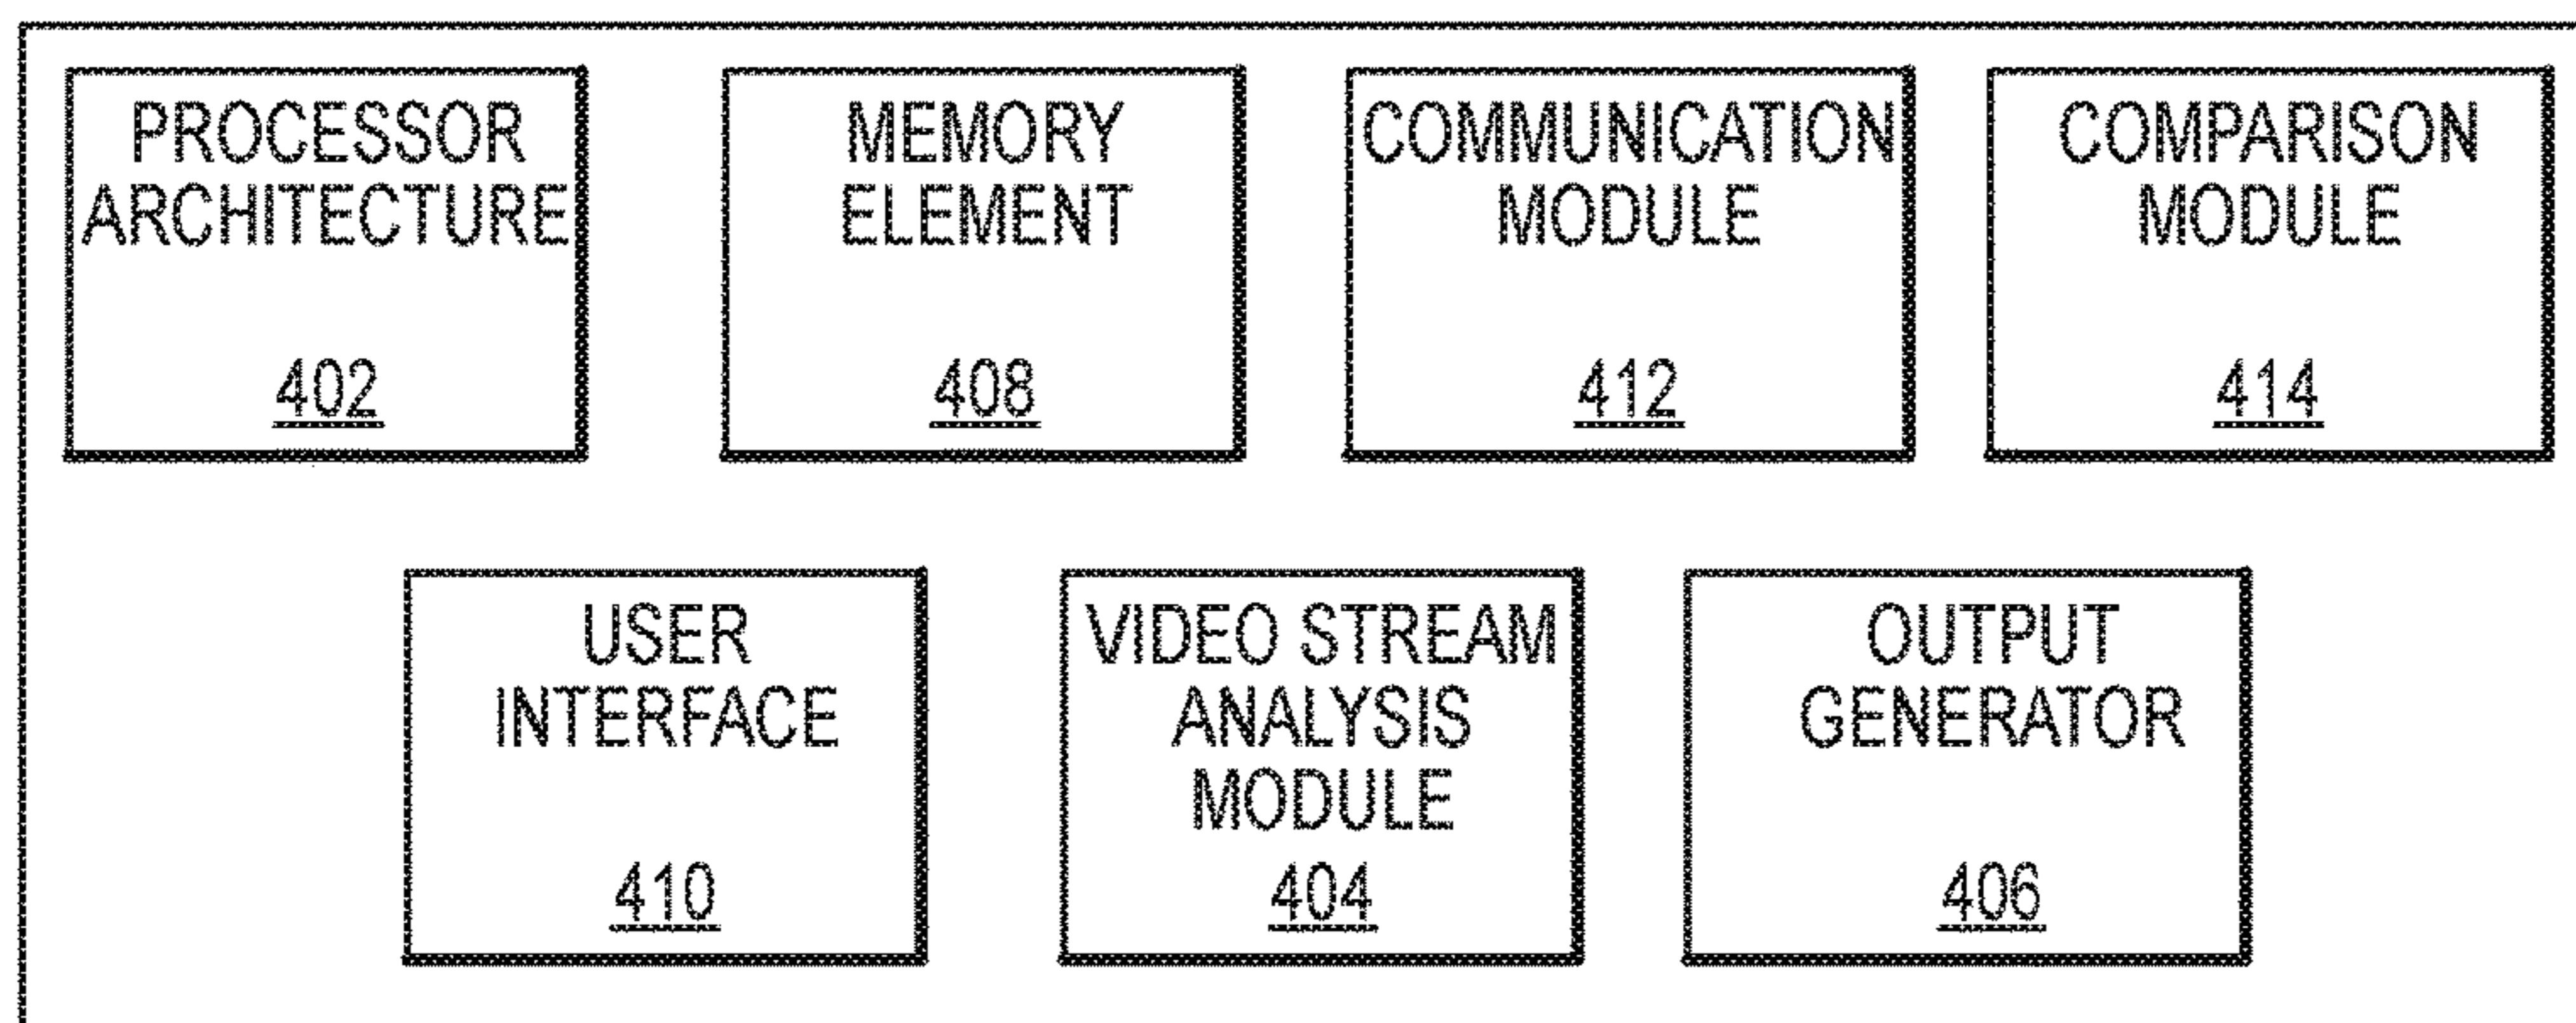 PROCESSOR
ARCHITECTURE
402
MEMORY
ELEMENT
408
COMMUNICATION
MODULE
412
COMPARISON
MODULE
414
USER
INTERFACE
410
VIDEO STREAM
ANALYSIS
MODULE
404
OUTPUT
GENERATOR
406